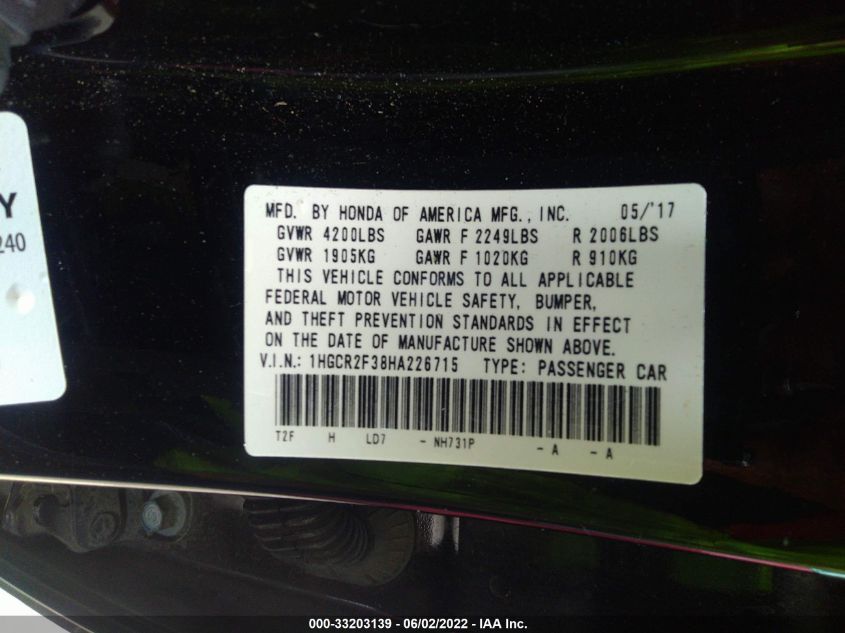 Y
240
MFD. BY HONDA OF AMERICA MFG., INC. 05/'17
GVWR 4200LBS GAWR F 2249LBS R 2006LBS
GVWR 1905KG GAWR F 1020KG R 910KG
THIS VEHICLE CONFORMS TO ALL APPLICABLE
FEDERAL MOTOR VEHICLE SAFETY, BUMPER,
AND THEFT PREVENTION STANDARDS IN EFFECT
ON THE DATE OF MANUFACTURE SHOWN ABOVE.
V.I.N.: 1HGCR2F38HA226715 TYPE: PASSENGER CAR
T2F H LD7 - NH731P - A - A
000-33203139 - 06/02/2022 - IAA Inc.